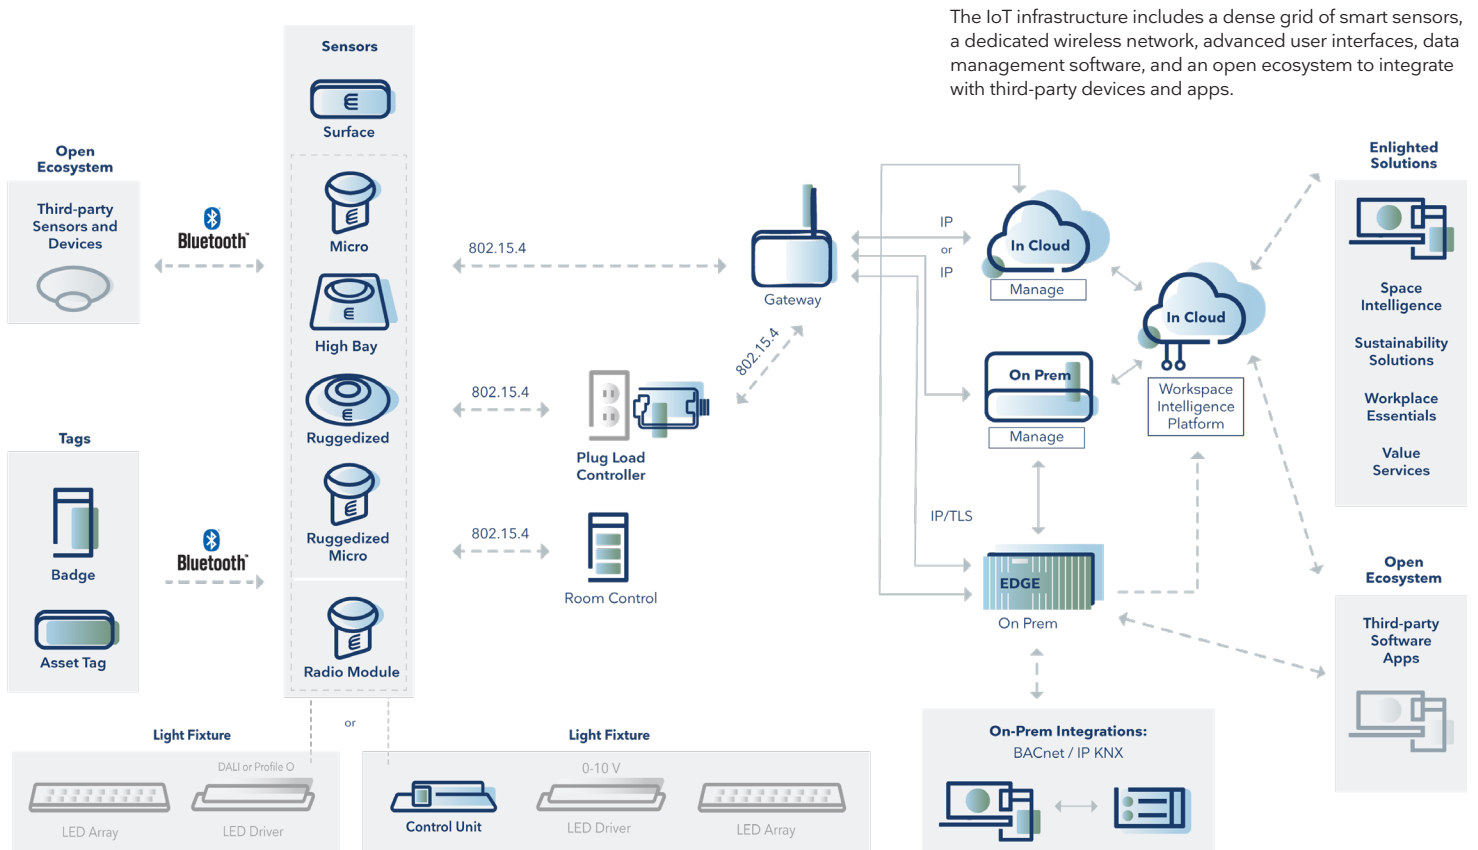 The IoT infrastructure includes a dense grid of smart sensors,
a dedicated wireless network, advanced user interfaces, data
management software, and an open ecosystem to integrate
with third-party devices and apps.
Open
Ecosystem
Third-party
Sensors and
Devices
Bluetooth™
Tags
Badge
Asset Tag
Bluetooth™
Sensors
Surface
Micro
High Bay
Ruggedized
Ruggedized
Micro
Radio Module
802.15.4
802.15.4
Plug Load
Controller
802.15.4
Room Control
802.15.4
Gateway
IP
or
IP
In Cloud
Manage
On Prem
Manage
In Cloud
Workspace
Intelligence
Platform
IP/TLS
EDGE
On Prem
On-Prem Integrations:
BACnet / IP KNX
Enlighted
Solutions
Space
Intelligence
Sustainability
Solutions
Workplace
Essentials
Value
Services
Open
Ecosystem
Third-party
Software
Apps
or
Light Fixture
DALI or Profile O
LED Array
LED Driver
Light Fixture
0-10 V
Control Unit
LED Driver
LED Array